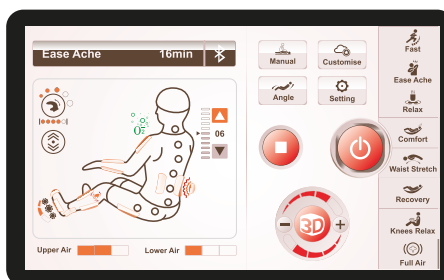 Ease Ache 16min
Manual
Customise
Angle
Setting
O2
06
3D
Upper Air
Lower Air
Fast
Ease Ache
Relax
Comfort
Waist Stretch
Recovery
Knees Relax
Full Air